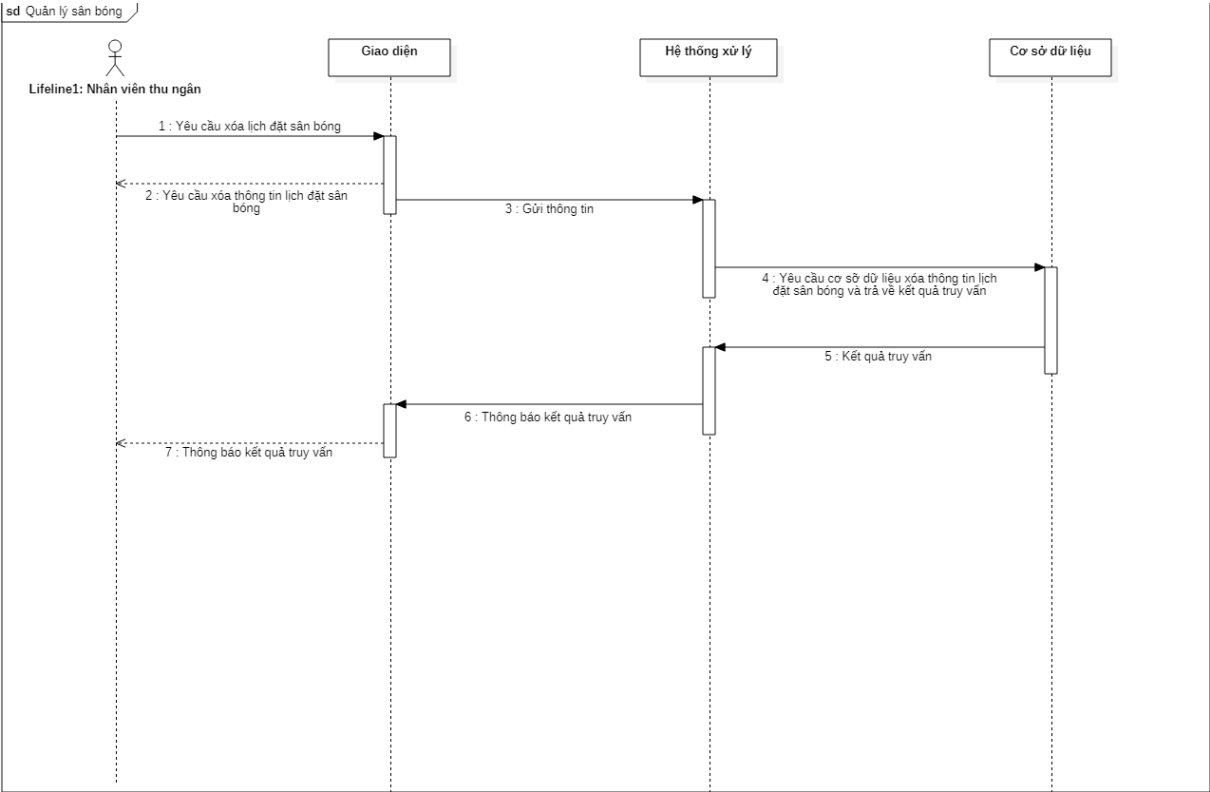 sd Quản lý sân bóng
Giao diện
Hệ thống xử lý
Cơ sở dữ liệu
Lifeline1: Nhân viên thu ngân
1 : Yêu cầu xóa lịch đặt sân bóng
2 : Yêu cầu xóa thông tin lịch đặt sân
bóng
3 : Gửi thông tin
4 : Yêu cầu cơ sỡ dữ liệu xóa thông tin lịch
đặt sân bóng và trả về kết quả truy vấn
5 : Kết quả truy vấn
6 : Thông báo kết quả truy vấn
7 : Thông báo kết quả truy vấn